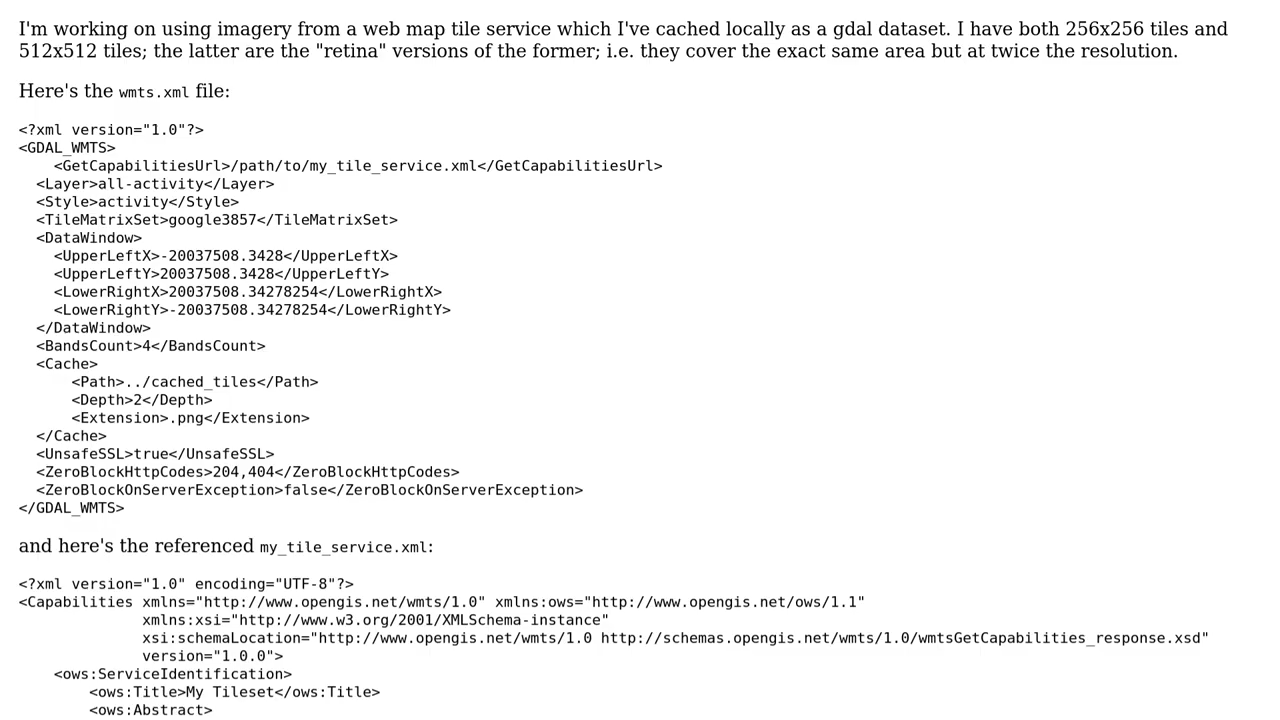 I'm working on using imagery from a web map tile service which I've cached locally as a gdal dataset. I have both 256x256 tiles and
512x512 tiles; the latter are the "retina" versions of the former; i.e. they cover the exact same area but at twice the resolution.
Here's the wmts.xml file:
<?xml version="1.0"?>
<GDAL_WMTS>
    <GetCapabilitiesUrl>/path/to/my_tile_service.xml</GetCapabilitiesUrl>
  <Layer>all-activity</Layer>
  <Style>activity</Style>
  <TileMatrixSet>google3857</TileMatrixSet>
  <DataWindow>
    <UpperLeftX>-20037508.3428</UpperLeftX>
    <UpperLeftY>20037508.3428</UpperLeftY>
    <LowerRightX>20037508.34278254</LowerRightX>
    <LowerRightY>-20037508.34278254</LowerRightY>
  </DataWindow>
  <BandsCount>4</BandsCount>
  <Cache>
      <Path>../cached_tiles</Path>
      <Depth>2</Depth>
      <Extension>.png</Extension>
  </Cache>
  <UnsafeSSL>true</UnsafeSSL>
  <ZeroBlockHttpCodes>204,404</ZeroBlockHttpCodes>
  <ZeroBlockOnServerException>false</ZeroBlockOnServerException>
</GDAL_WMTS>
and here's the referenced my_tile_service.xml:
<?xml version="1.0" encoding="UTF-8"?>
<Capabilities xmlns="http://www.opengis.net/wmts/1.0" xmlns:ows="http://www.opengis.net/ows/1.1"
              xmlns:xsi="http://www.w3.org/2001/XMLSchema-instance"
              xsi:schemaLocation="http://www.opengis.net/wmts/1.0 http://schemas.opengis.net/wmts/1.0/wmtsGetCapabilities_response.xsd"
              version="1.0.0">
    <ows:ServiceIdentification>
        <ows:Title>My Tileset</ows:Title>
        <ows:Abstract>